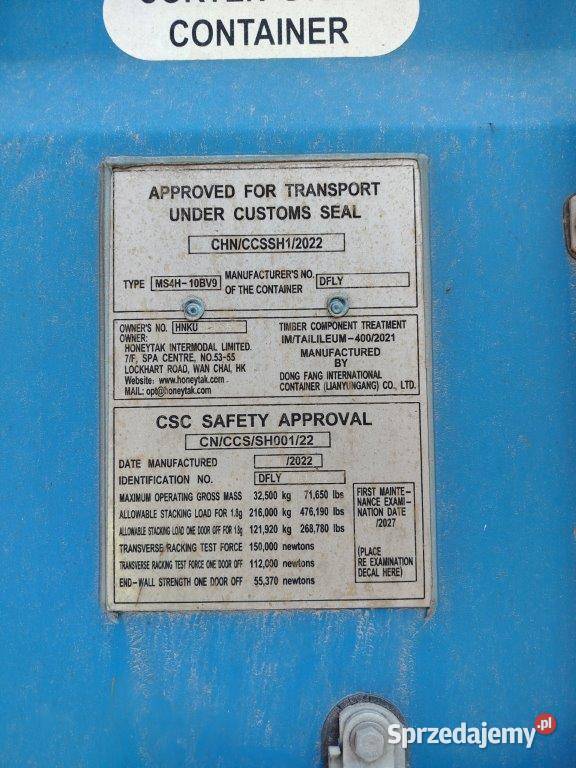 CONTAINER
APPROVED FOR TRANSPORT
UNDER CUSTOMS SEAL
CHN/CCSSH1/2022
TYPE MS4H-10BV9 MANUFACTURER'S NO. OF THE CONTAINER DFLY
OWNER'S NO. HNKU
OWNER:
HONEYTAK INTERMODAL LIMITED.
7/F, SPA CENTRE, NO.53-55
LOCKHART ROAD, WAN CHAI, HK
Website: www.honeytak.com
MAIL: opt@honeytak.com
TIMBER COMPONENT TREATMENT
IM/TAILILEUM-400/2021
MANUFACTURED
BY
DONG FANG INTERNATIONAL
CONTAINER (LIANYUNGANG) CO., LTD.
CSC SAFETY APPROVAL
CN/CCS/SH001/22
DATE MANUFACTURED /2022
IDENTIFICATION NO. DFLY
MAXIMUM OPERATING GROSS MASS 32,500 kg 71,650 lbs
ALLOWABLE STACKING LOAD FOR 1.8g 216,000 kg 476,190 lbs
ALLOWABLE STACKING LOAD ONE DOOR OFF FOR 1.8g 121,920 kg 268,780 lbs
TRANSVERSE RACKING TEST FORCE 150,000 newtons
TRANSVERSE RACKING TEST FORCE ONE DOOR OFF 112,000 newtons
END-WALL STRENGTH ONE DOOR OFF 55,370 newtons
FIRST MAINTE-
NANCE EXAMI-
NATION DATE
/2027
(PLACE
RE EXAMINATION
DECAL HERE)
Sprzedajemy.pl